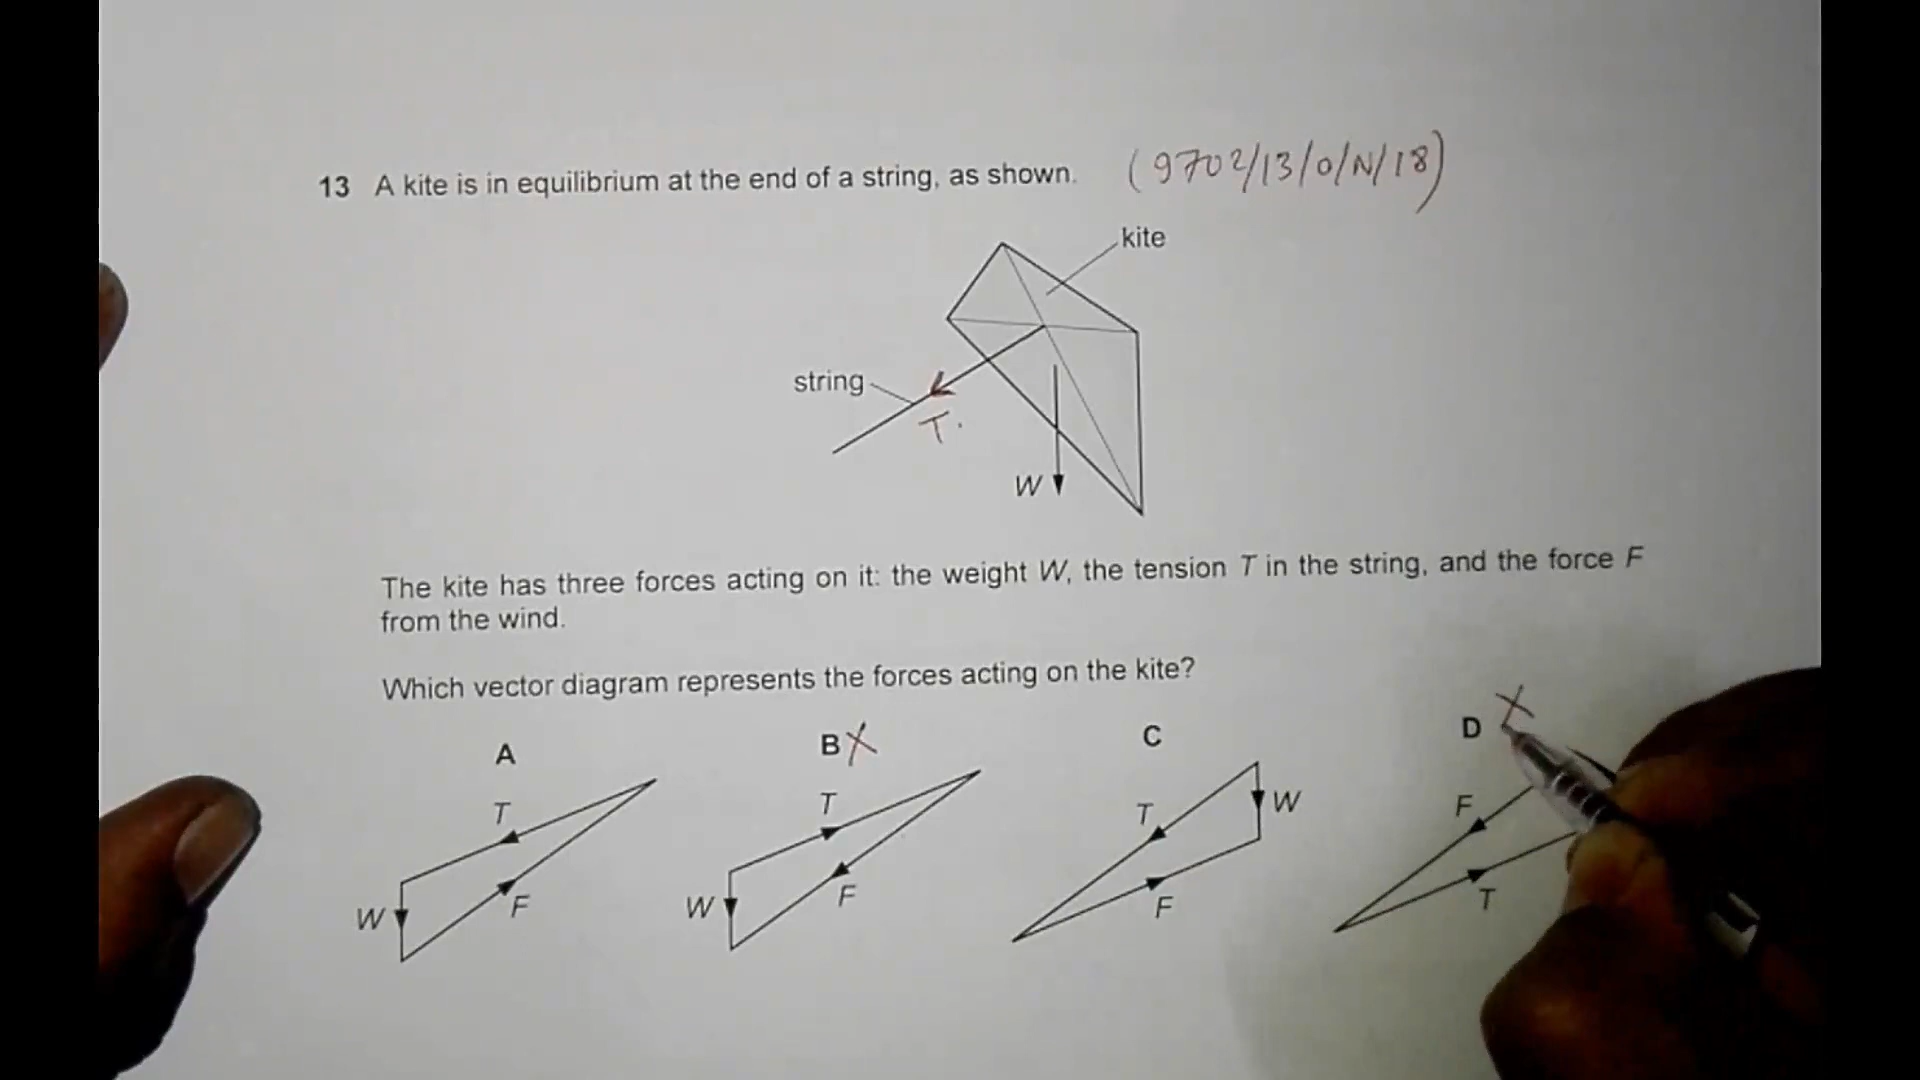 13 A kite is in equilibrium at the end of a string, as shown. (9702/13/O/N/18)
kite
string
T.
W
The kite has three forces acting on it: the weight W, the tension T in the string, and the force F
from the wind.
Which vector diagram represents the forces acting on the kite?
A
B X
C
D X
T
W
F
T
W
F
T
W
F
F
T